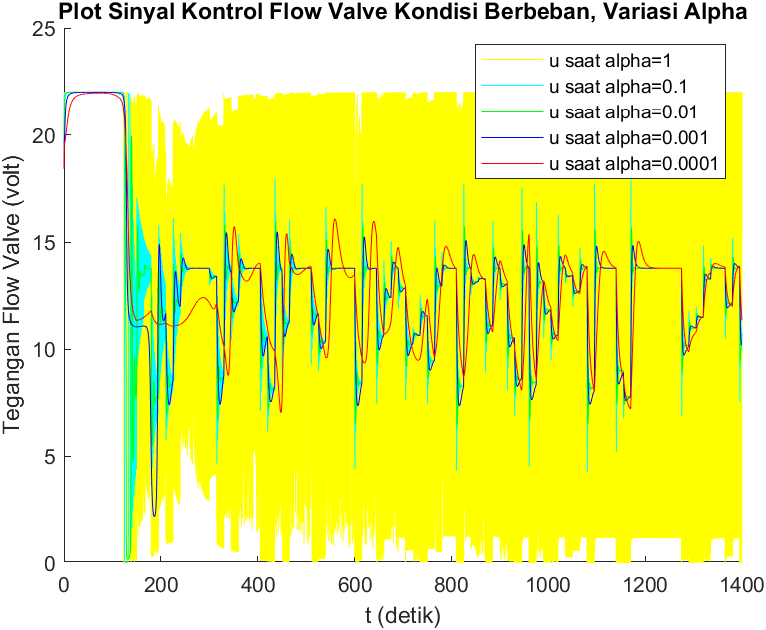 Plot Sinyal Kontrol Flow Valve Kondisi Berbeban, Variasi Alpha
25
20
15
10
5
0
Tegangan Flow Valve (volt)
u saat alpha=1
u saat alpha=0.1
u saat alpha=0.01
u saat alpha=0.001
u saat alpha=0.0001
0 200 400 600 800 1000 1200 1400
t (detik)